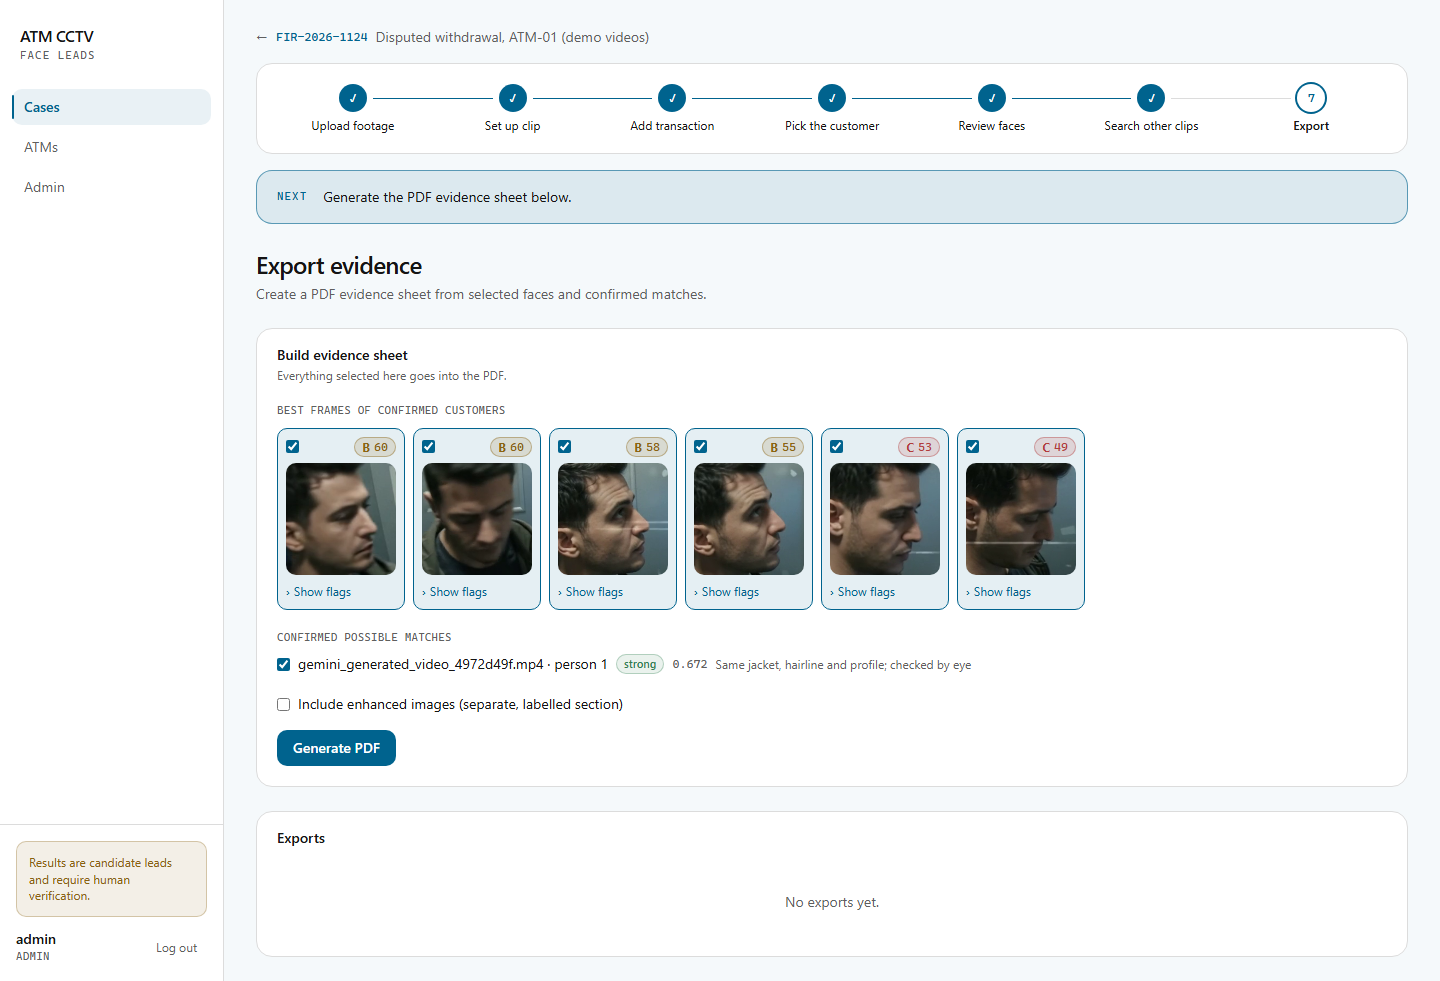 ATM CCTV
FACE LEADS
Cases
ATMs
Admin
Results are candidate leads
and require human
verification.
admin
ADMIN
Log out
← FIR-2026-1124 Disputed withdrawal, ATM-01 (demo videos)
✓ ✓ ✓ ✓ ✓ ✓ 7
Upload footage Set up clip Add transaction Pick the customer Review faces Search other clips Export
NEXT Generate the PDF evidence sheet below.
Export evidence
Create a PDF evidence sheet from selected faces and confirmed matches.
Build evidence sheet
Everything selected here goes into the PDF.
BEST FRAMES OF CONFIRMED CUSTOMERS
B 60 B 60 B 58 B 55 C 53 C 49
› Show flags › Show flags › Show flags › Show flags › Show flags › Show flags
CONFIRMED POSSIBLE MATCHES
gemini_generated_video_4972d49f.mp4 · person 1 strong 0.672 Same jacket, hairline and profile; checked by eye
Include enhanced images (separate, labelled section)
Generate PDF
Exports
No exports yet.